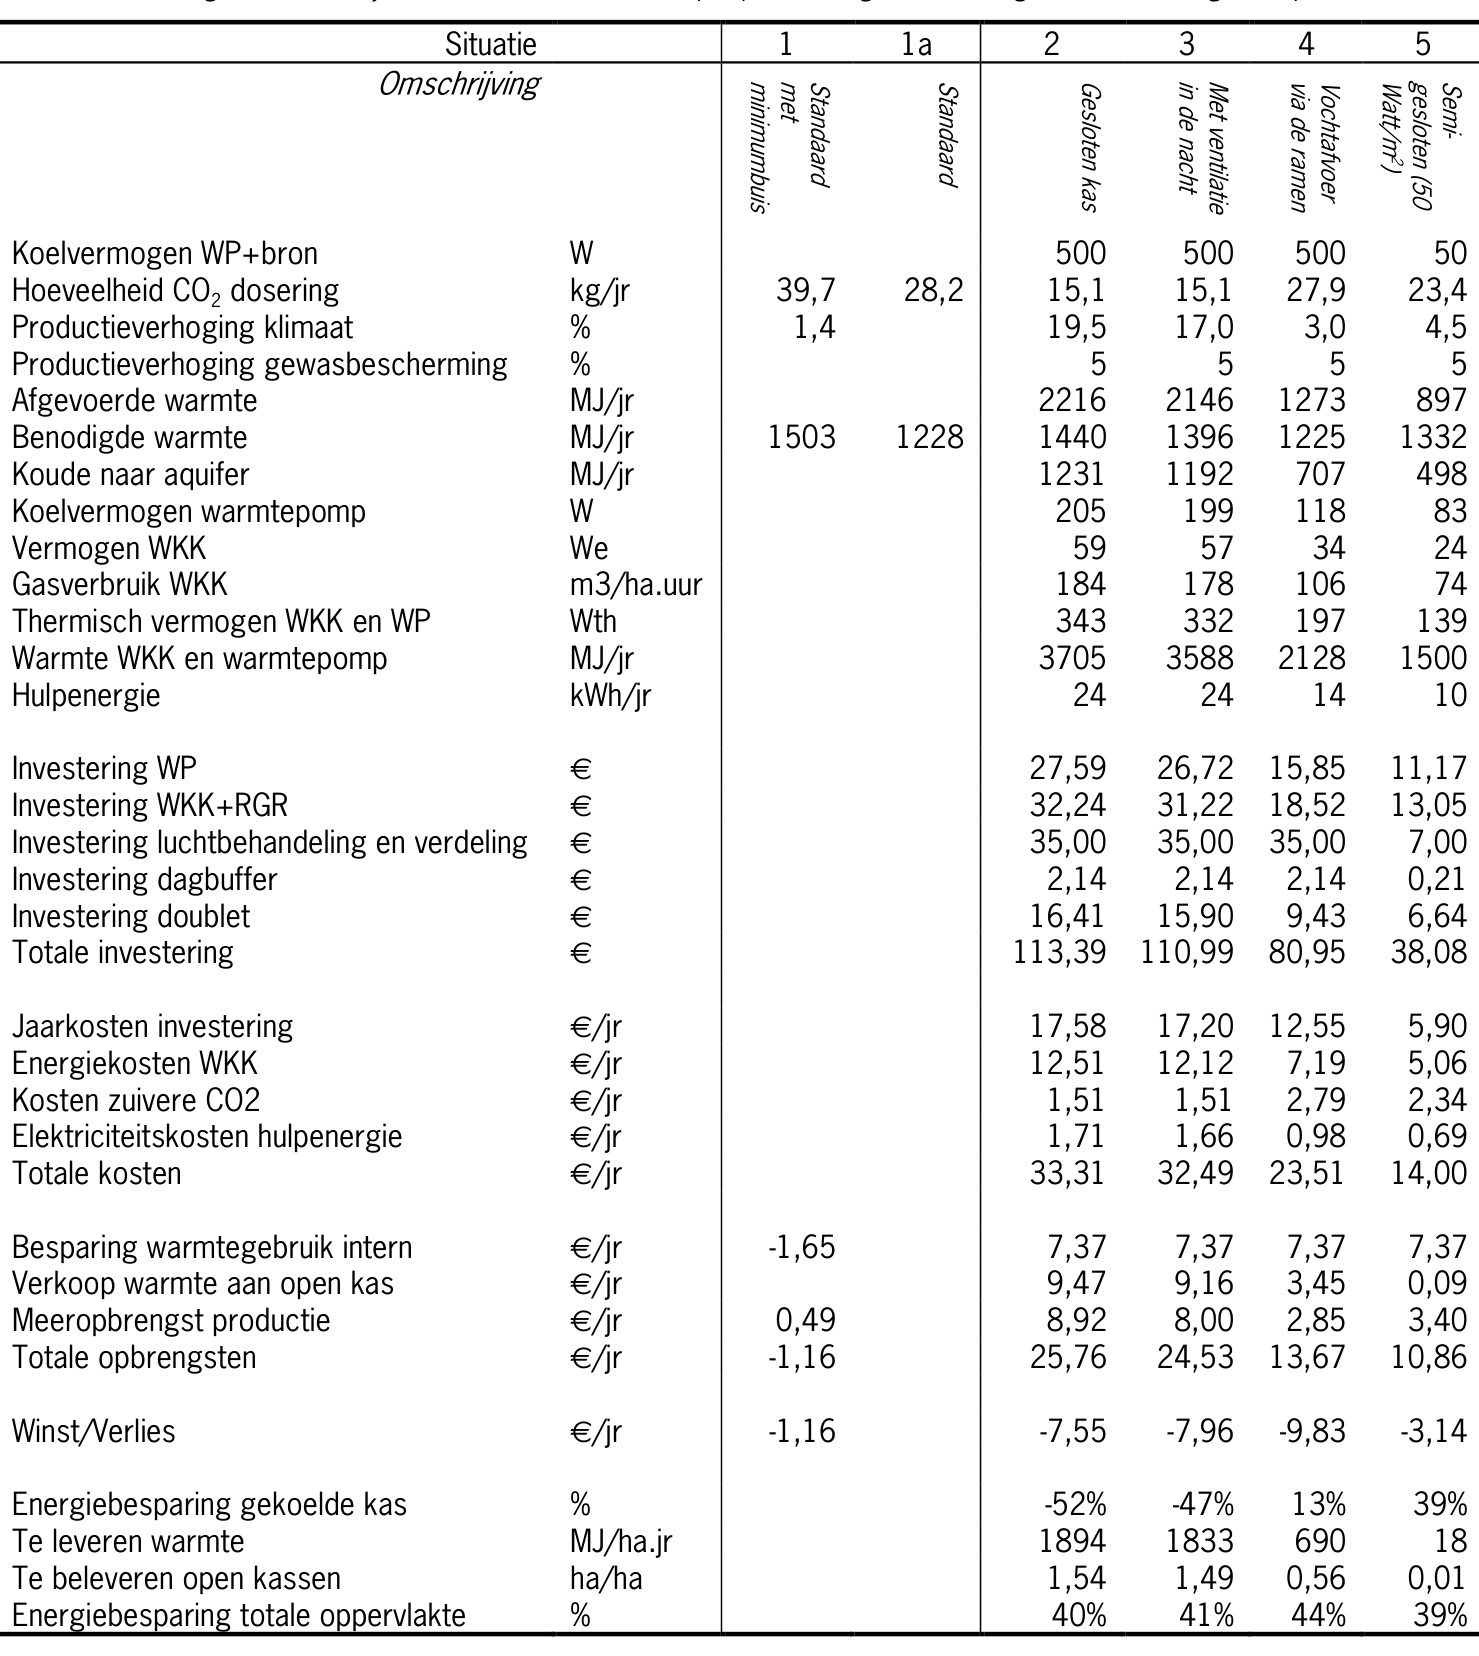 Situatie 1 1a 2 3 4 5
Omschrijving Standaard met minimumbuis Standaard Gesloten kas Met ventilatie in de nacht Vochtafvoer via de ramen Semi-gesloten (50 Watt/m²)
Koelvermogen WP+bron W 500 500 500 50
Hoeveelheid CO₂ dosering kg/jr 39,7 28,2 15,1 15,1 27,9 23,4
Productieverhoging klimaat % 1,4 19,5 17,0 3,0 4,5
Productieverhoging gewasbescherming % 5 5 5 5
Afgevoerde warmte MJ/jr 2216 2146 1273 897
Benodigde warmte MJ/jr 1503 1228 1440 1396 1225 1332
Koude naar aquifer MJ/jr 1231 1192 707 498
Koelvermogen warmtepomp W 205 199 118 83
Vermogen WKK We 59 57 34 24
Gasverbruik WKK m3/ha.uur 184 178 106 74
Thermisch vermogen WKK en WP Wth 343 332 197 139
Warmte WKK en warmtepomp MJ/jr 3705 3588 2128 1500
Hulpenergie kWh/jr 24 24 14 10
Investering WP € 27,59 26,72 15,85 11,17
Investering WKK+RGR € 32,24 31,22 18,52 13,05
Investering luchtbehandeling en verdeling € 35,00 35,00 35,00 7,00
Investering dagbuffer € 2,14 2,14 2,14 0,21
Investering doublet € 16,41 15,90 9,43 6,64
Totale investering € 113,39 110,99 80,95 38,08
Jaarkosten investering €/jr 17,58 17,20 12,55 5,90
Energiekosten WKK €/jr 12,51 12,12 7,19 5,06
Kosten zuivere CO2 €/jr 1,51 1,51 2,79 2,34
Elektriciteitskosten hulpenergie €/jr 1,71 1,66 0,98 0,69
Totale kosten €/jr 33,31 32,49 23,51 14,00
Besparing warmtegebruik intern €/jr -1,65 7,37 7,37 7,37 7,37
Verkoop warmte aan open kas €/jr 9,47 9,16 3,45 0,09
Meeropbrengst productie €/jr 0,49 8,92 8,00 2,85 3,40
Totale opbrengsten €/jr -1,16 25,76 24,53 13,67 10,86
Winst/Verlies €/jr -1,16 -7,55 -7,96 -9,83 -3,14
Energiebesparing gekoelde kas % -52% -47% 13% 39%
Te leveren warmte MJ/ha.jr 1894 1833 690 18
Te beleveren open kassen ha/ha 1,54 1,49 0,56 0,01
Energiebesparing totale oppervlakte % 40% 41% 44% 39%